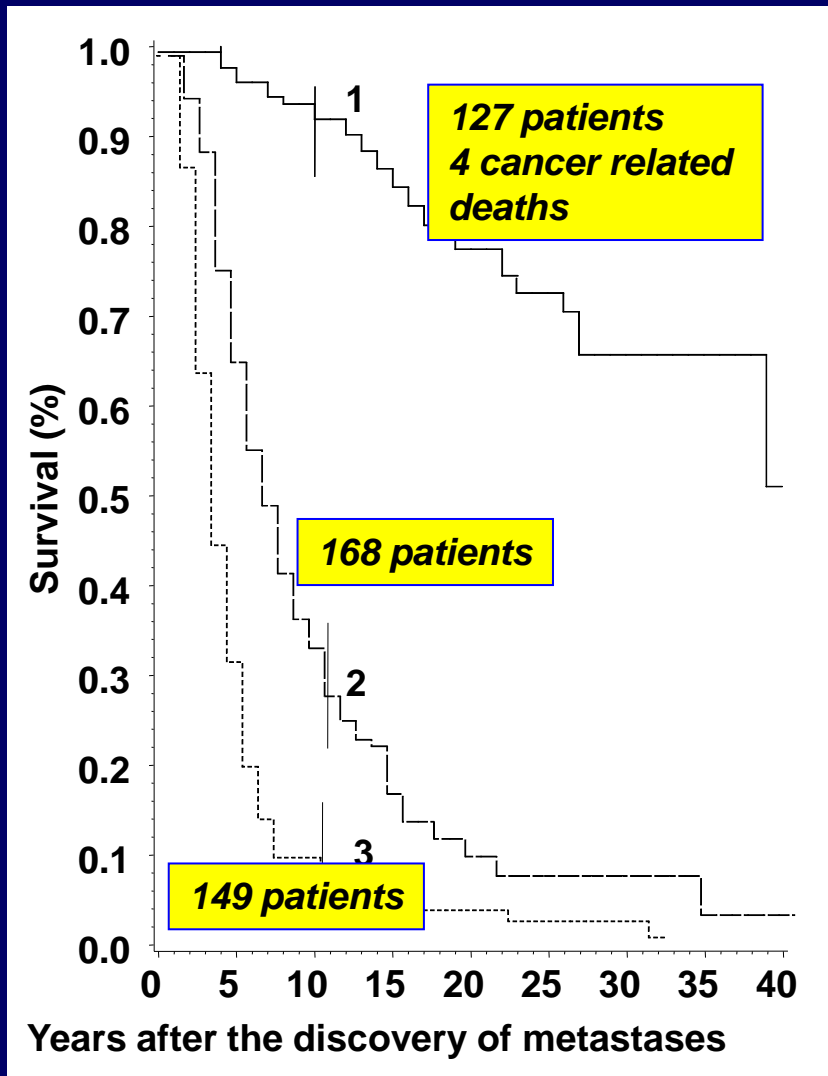 Survival (%)
1.0
0.9
0.8
0.7
0.6
0.5
0.4
0.3
0.2
0.1
0.0
1
127 patients
4 cancer related
deaths
168 patients
2
3
149 patients
0 5 10 15 20 25 30 35 40
Years after the discovery of metastases